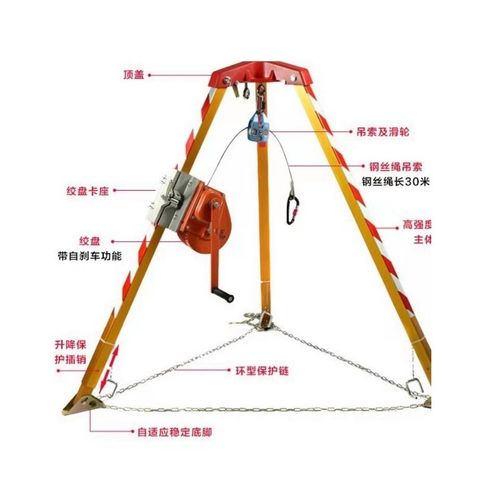 顶盖
吊索及滑轮
钢丝绳吊索
钢丝绳长30米
绞盘卡座
高强度
主体
绞盘
带自刹车功能
升降保
护插销
环型保护链
自适应稳定底脚